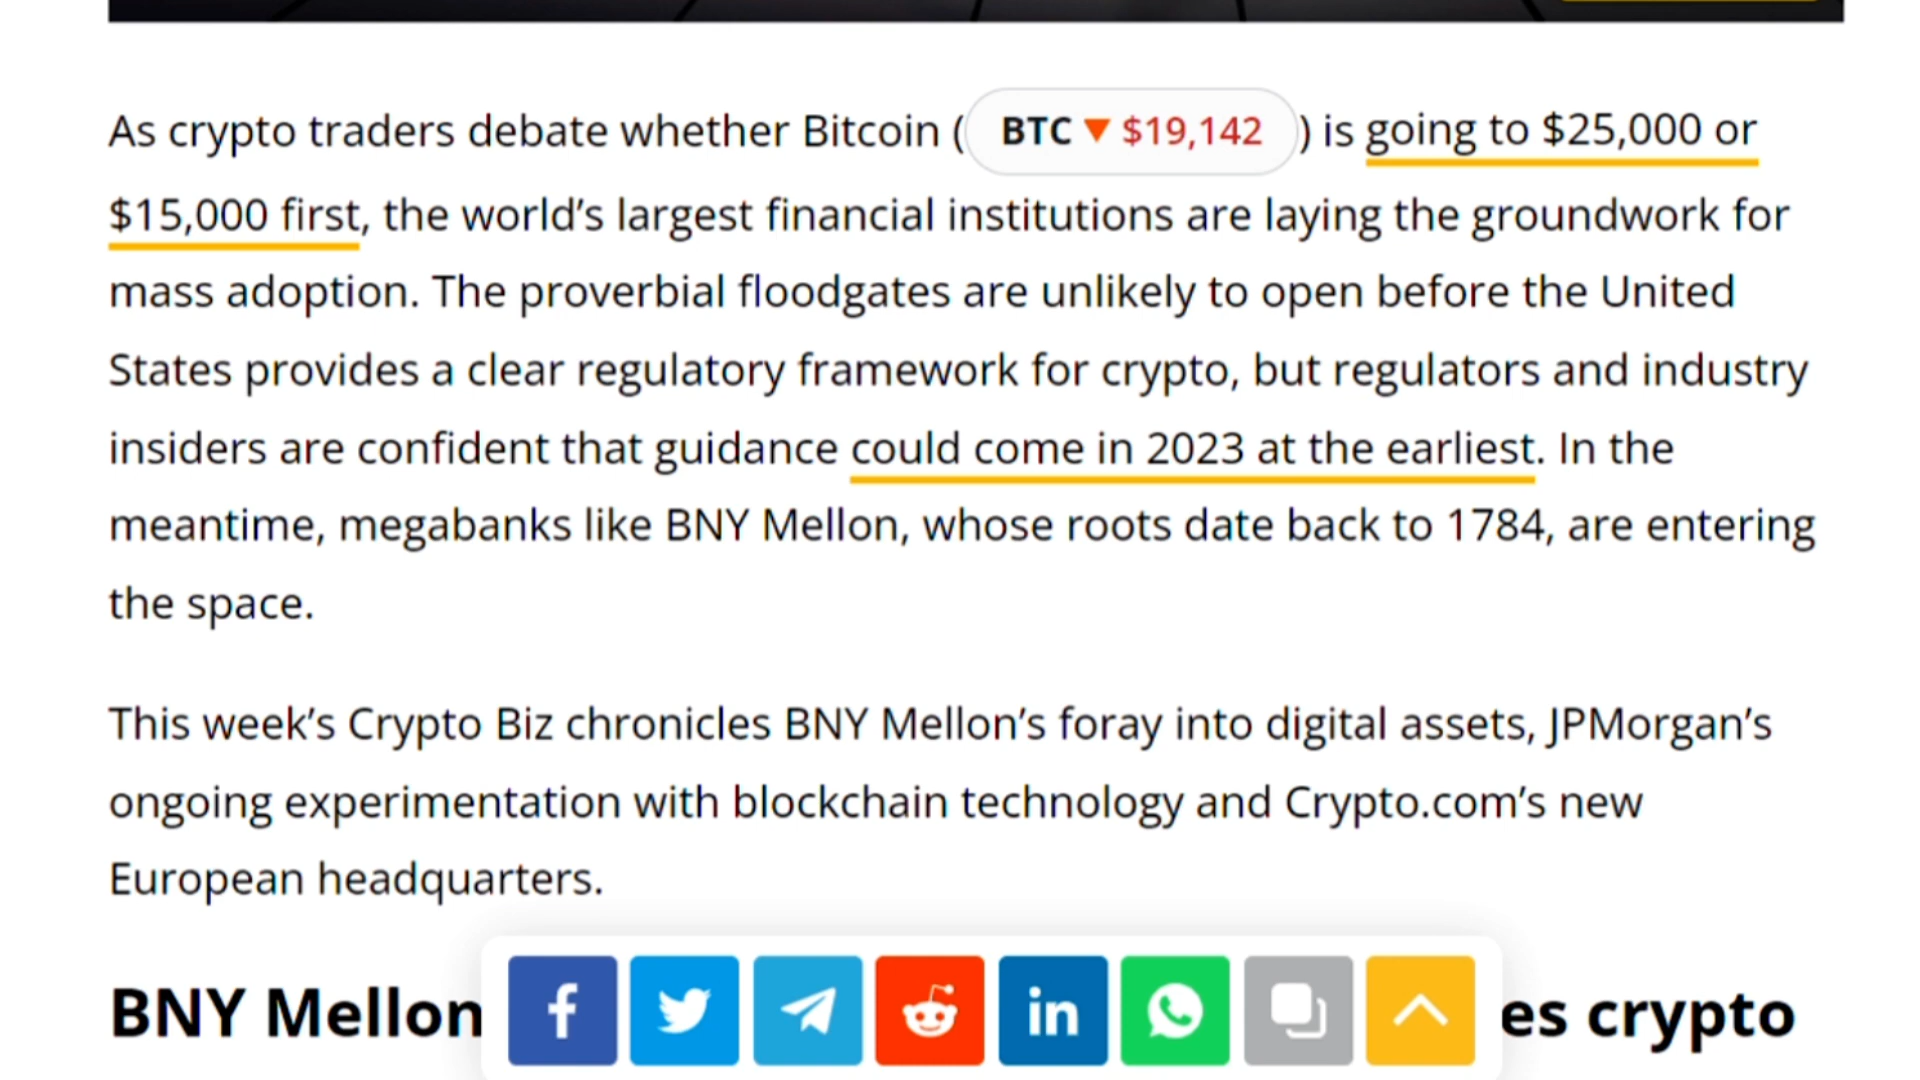 As crypto traders debate whether Bitcoin ( BTC ▼ $19,142 ) is going to $25,000 or
$15,000 first, the world’s largest financial institutions are laying the groundwork for
mass adoption. The proverbial floodgates are unlikely to open before the United
States provides a clear regulatory framework for crypto, but regulators and industry
insiders are confident that guidance could come in 2023 at the earliest. In the
meantime, megabanks like BNY Mellon, whose roots date back to 1784, are entering
the space.
This week’s Crypto Biz chronicles BNY Mellon’s foray into digital assets, JPMorgan’s
ongoing experimentation with blockchain technology and Crypto.com’s new
European headquarters.
BNY Mellon es crypto